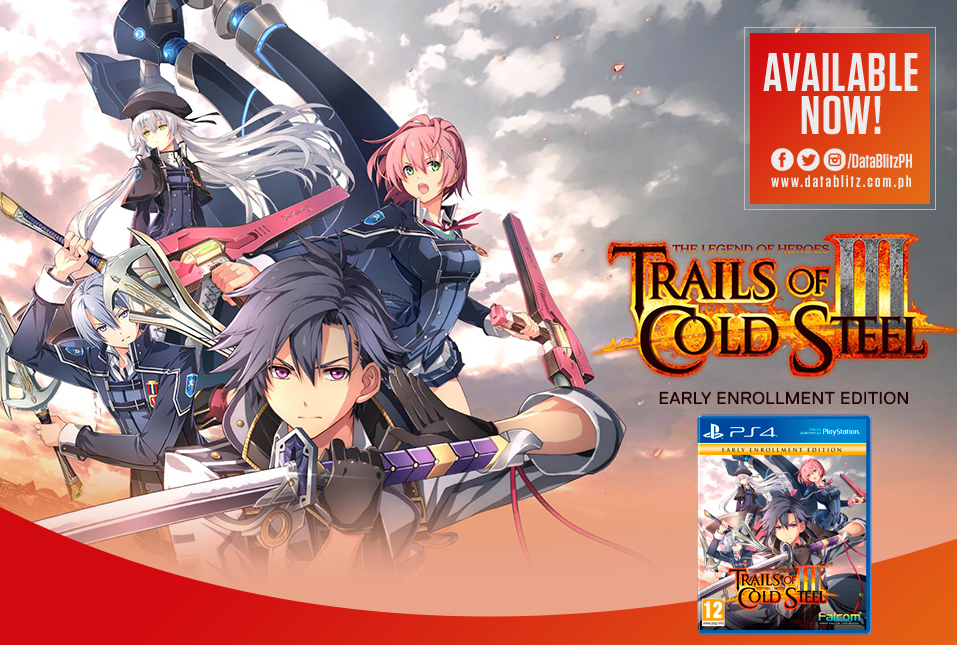 AVAILABLE
NOW!
/DataBlitzPH
www.datablitz.com.ph
THE LEGEND OF HEROES
TRAILS OF
COLD STEEL III
EARLY ENROLLMENT EDITION
PS4
PlayStation
EARLY ENROLLMENT EDITION
TRAILS OF
COLD STEEL III
12
Falcom